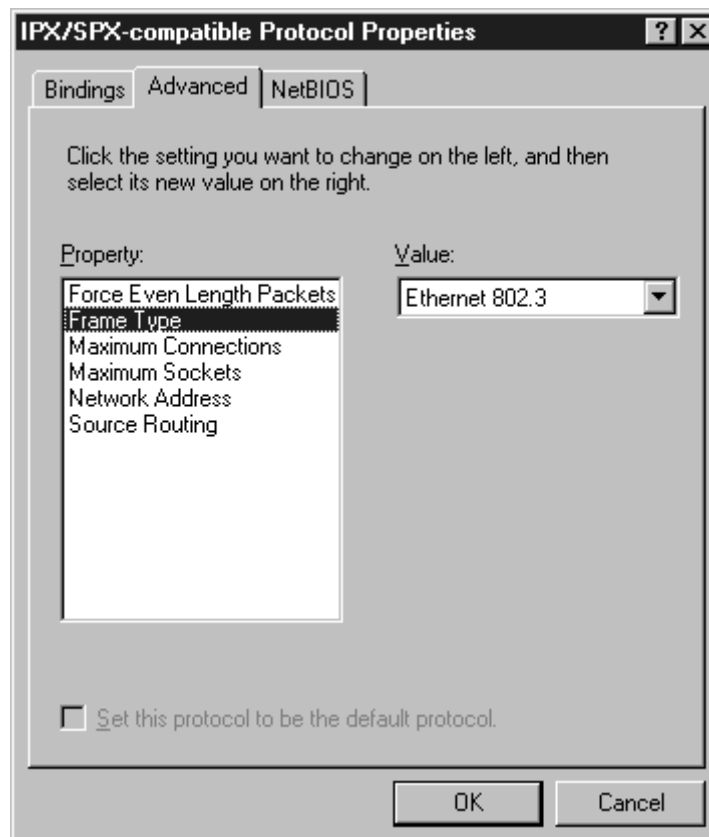 IPX/SPX-compatible Protocol Properties
Bindings Advanced NetBIOS
Click the setting you want to change on the left, and then
select its new value on the right.
Property: Value:
Force Even Length Packets Ethernet 802.3
Frame Type
Maximum Connections
Maximum Sockets
Network Address
Source Routing
Set this protocol to be the default protocol.
OK Cancel